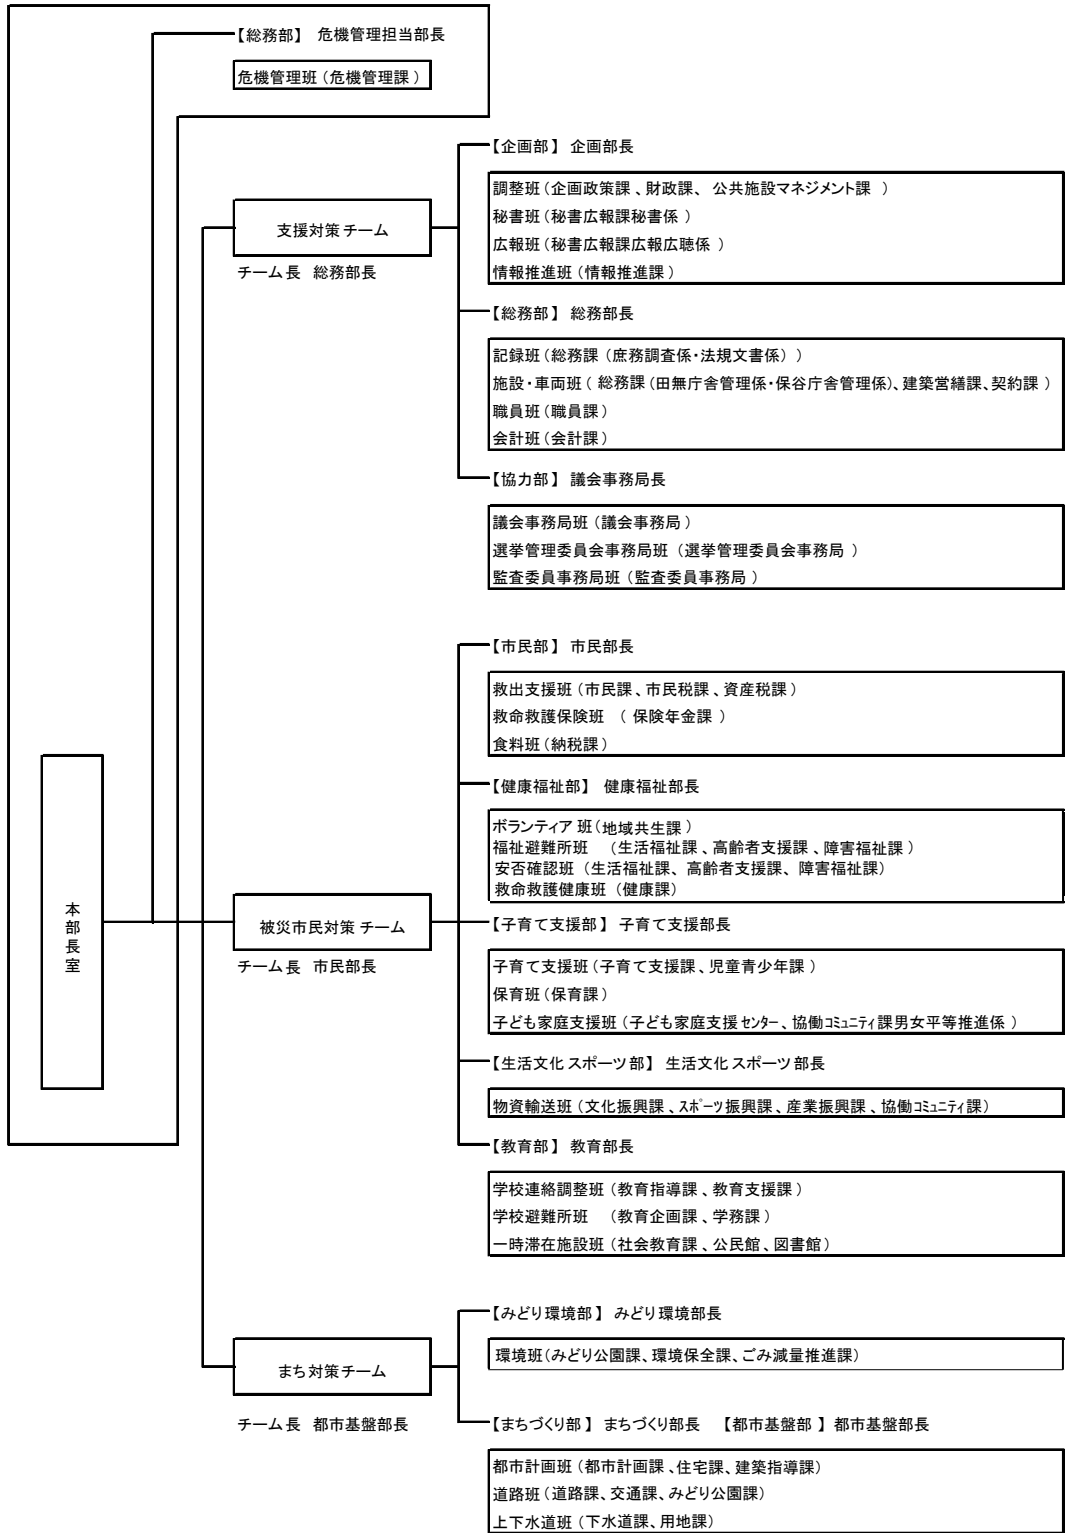 【総務部】 危機管理担当部長
危機管理班(危機管理課)
【企画部】 企画部長
調整班(企画政策課、財政課、公共施設マネジメント課)
秘書班(秘書広報課秘書係)
広報班(秘書広報課広報広聴係)
情報推進班(情報推進課)
支援対策チーム
チーム長 総務部長
【総務部】 総務部長
記録班(総務課(庶務調査係・法規文書係))
施設・車両班(総務課(田無庁舎管理係・保谷庁舎管理係)、建築営繕課、契約課)
職員班(職員課)
会計班(会計課)
【協力部】 議会事務局長
議会事務局班(議会事務局)
選挙管理委員会事務局班(選挙管理委員会事務局)
監査委員事務局班(監査委員事務局)
【市民部】 市民部長
救出支援班(市民課、市民税課、資産税課)
救命救護保険班 (保険年金課)
食料班(納税課)
【健康福祉部】 健康福祉部長
ボランティア班(地域共生課)
福祉避難所班 (生活福祉課、高齢者支援課、障害福祉課)
安否確認班(生活福祉課、高齢者支援課、障害福祉課)
救命救護健康班(健康課)
本部長室
被災市民対策チーム
チーム長 市民部長
【子育て支援部】 子育て支援部長
子育て支援班(子育て支援課、児童青少年課)
保育班(保育課)
子ども家庭支援班(子ども家庭支援センター、協働コミュニティ課男女平等推進係)
【生活文化スポーツ部】 生活文化スポーツ部長
物資輸送班(文化振興課、スポーツ振興課、産業振興課、協働コミュニティ課)
【教育部】 教育部長
学校連絡調整班(教育指導課、教育支援課)
学校避難所班 (教育企画課、学務課)
一時滞在施設班(社会教育課、公民館、図書館)
【みどり環境部】 みどり環境部長
環境班(みどり公園課、環境保全課、ごみ減量推進課)
まち対策チーム
チーム長 都市基盤部長
【まちづくり部】 まちづくり部長 【都市基盤部】都市基盤部長
都市計画班(都市計画課、住宅課、建築指導課)
道路班(道路課、交通課、みどり公園課)
上下水道班(下水道課、用地課)